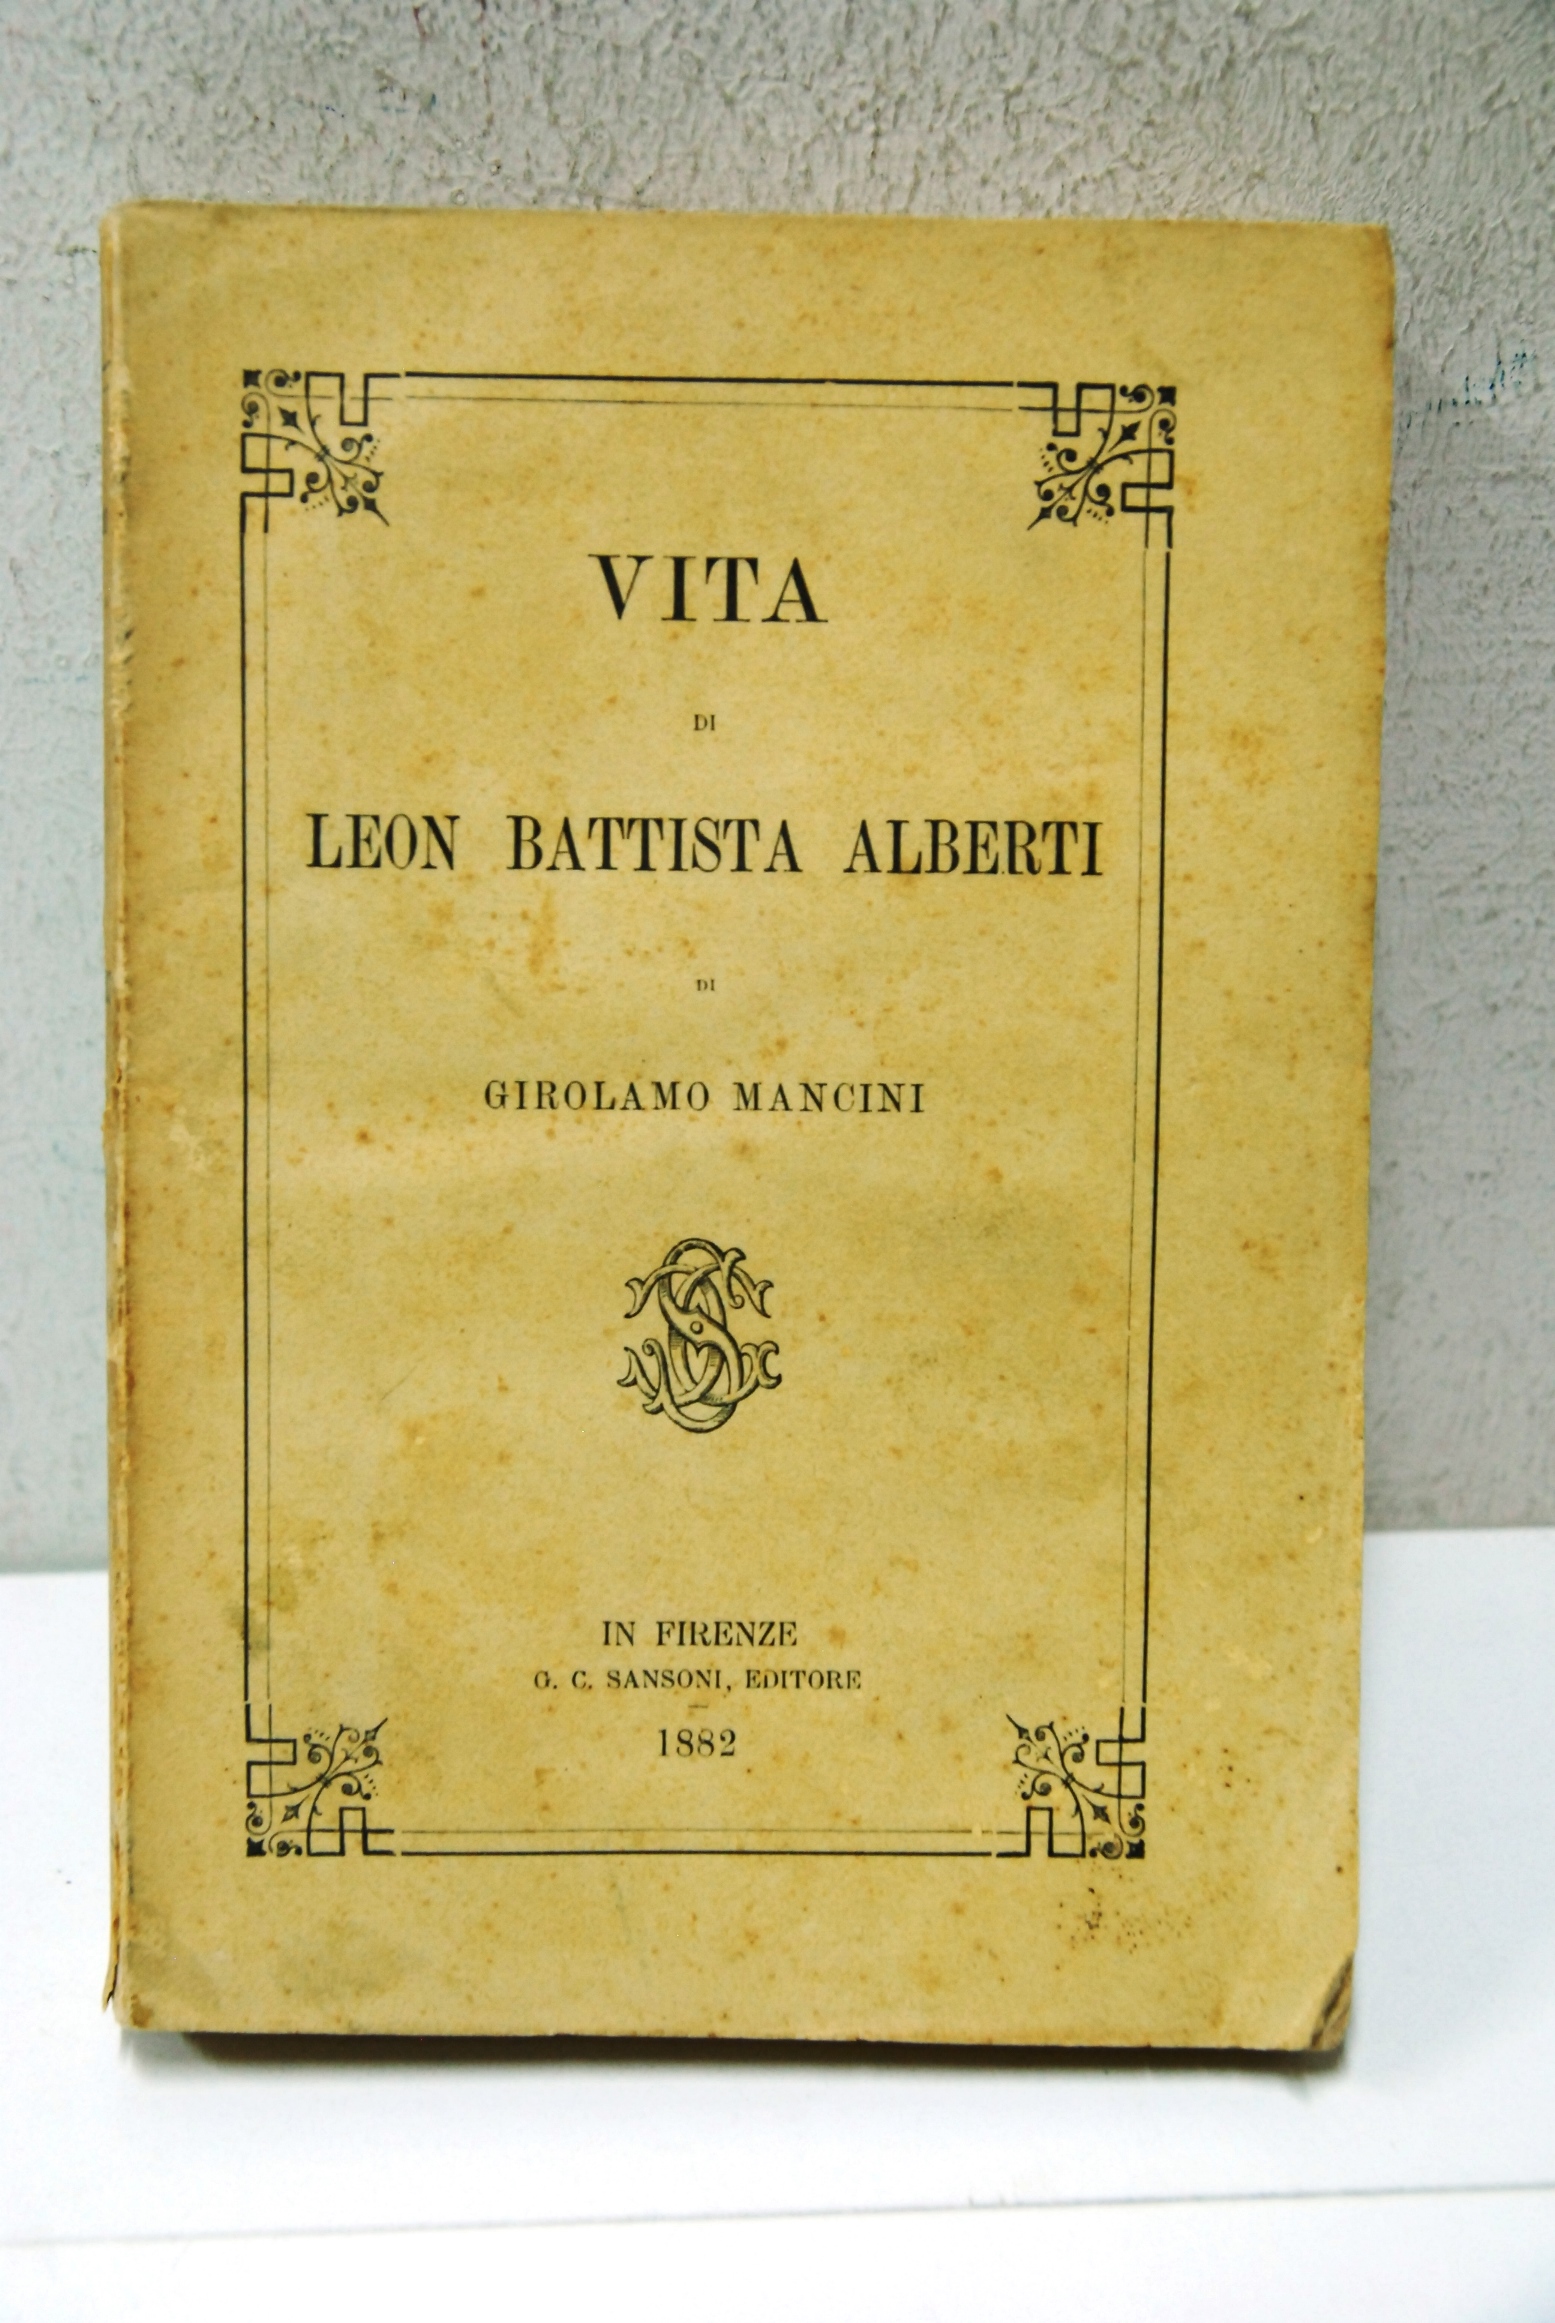 VITA
DI
LEON BATTISTA ALBERTI
DI
GIROLAMO MANCINI
IN FIRENZE
G. C. SANSONI, EDITORE
1882